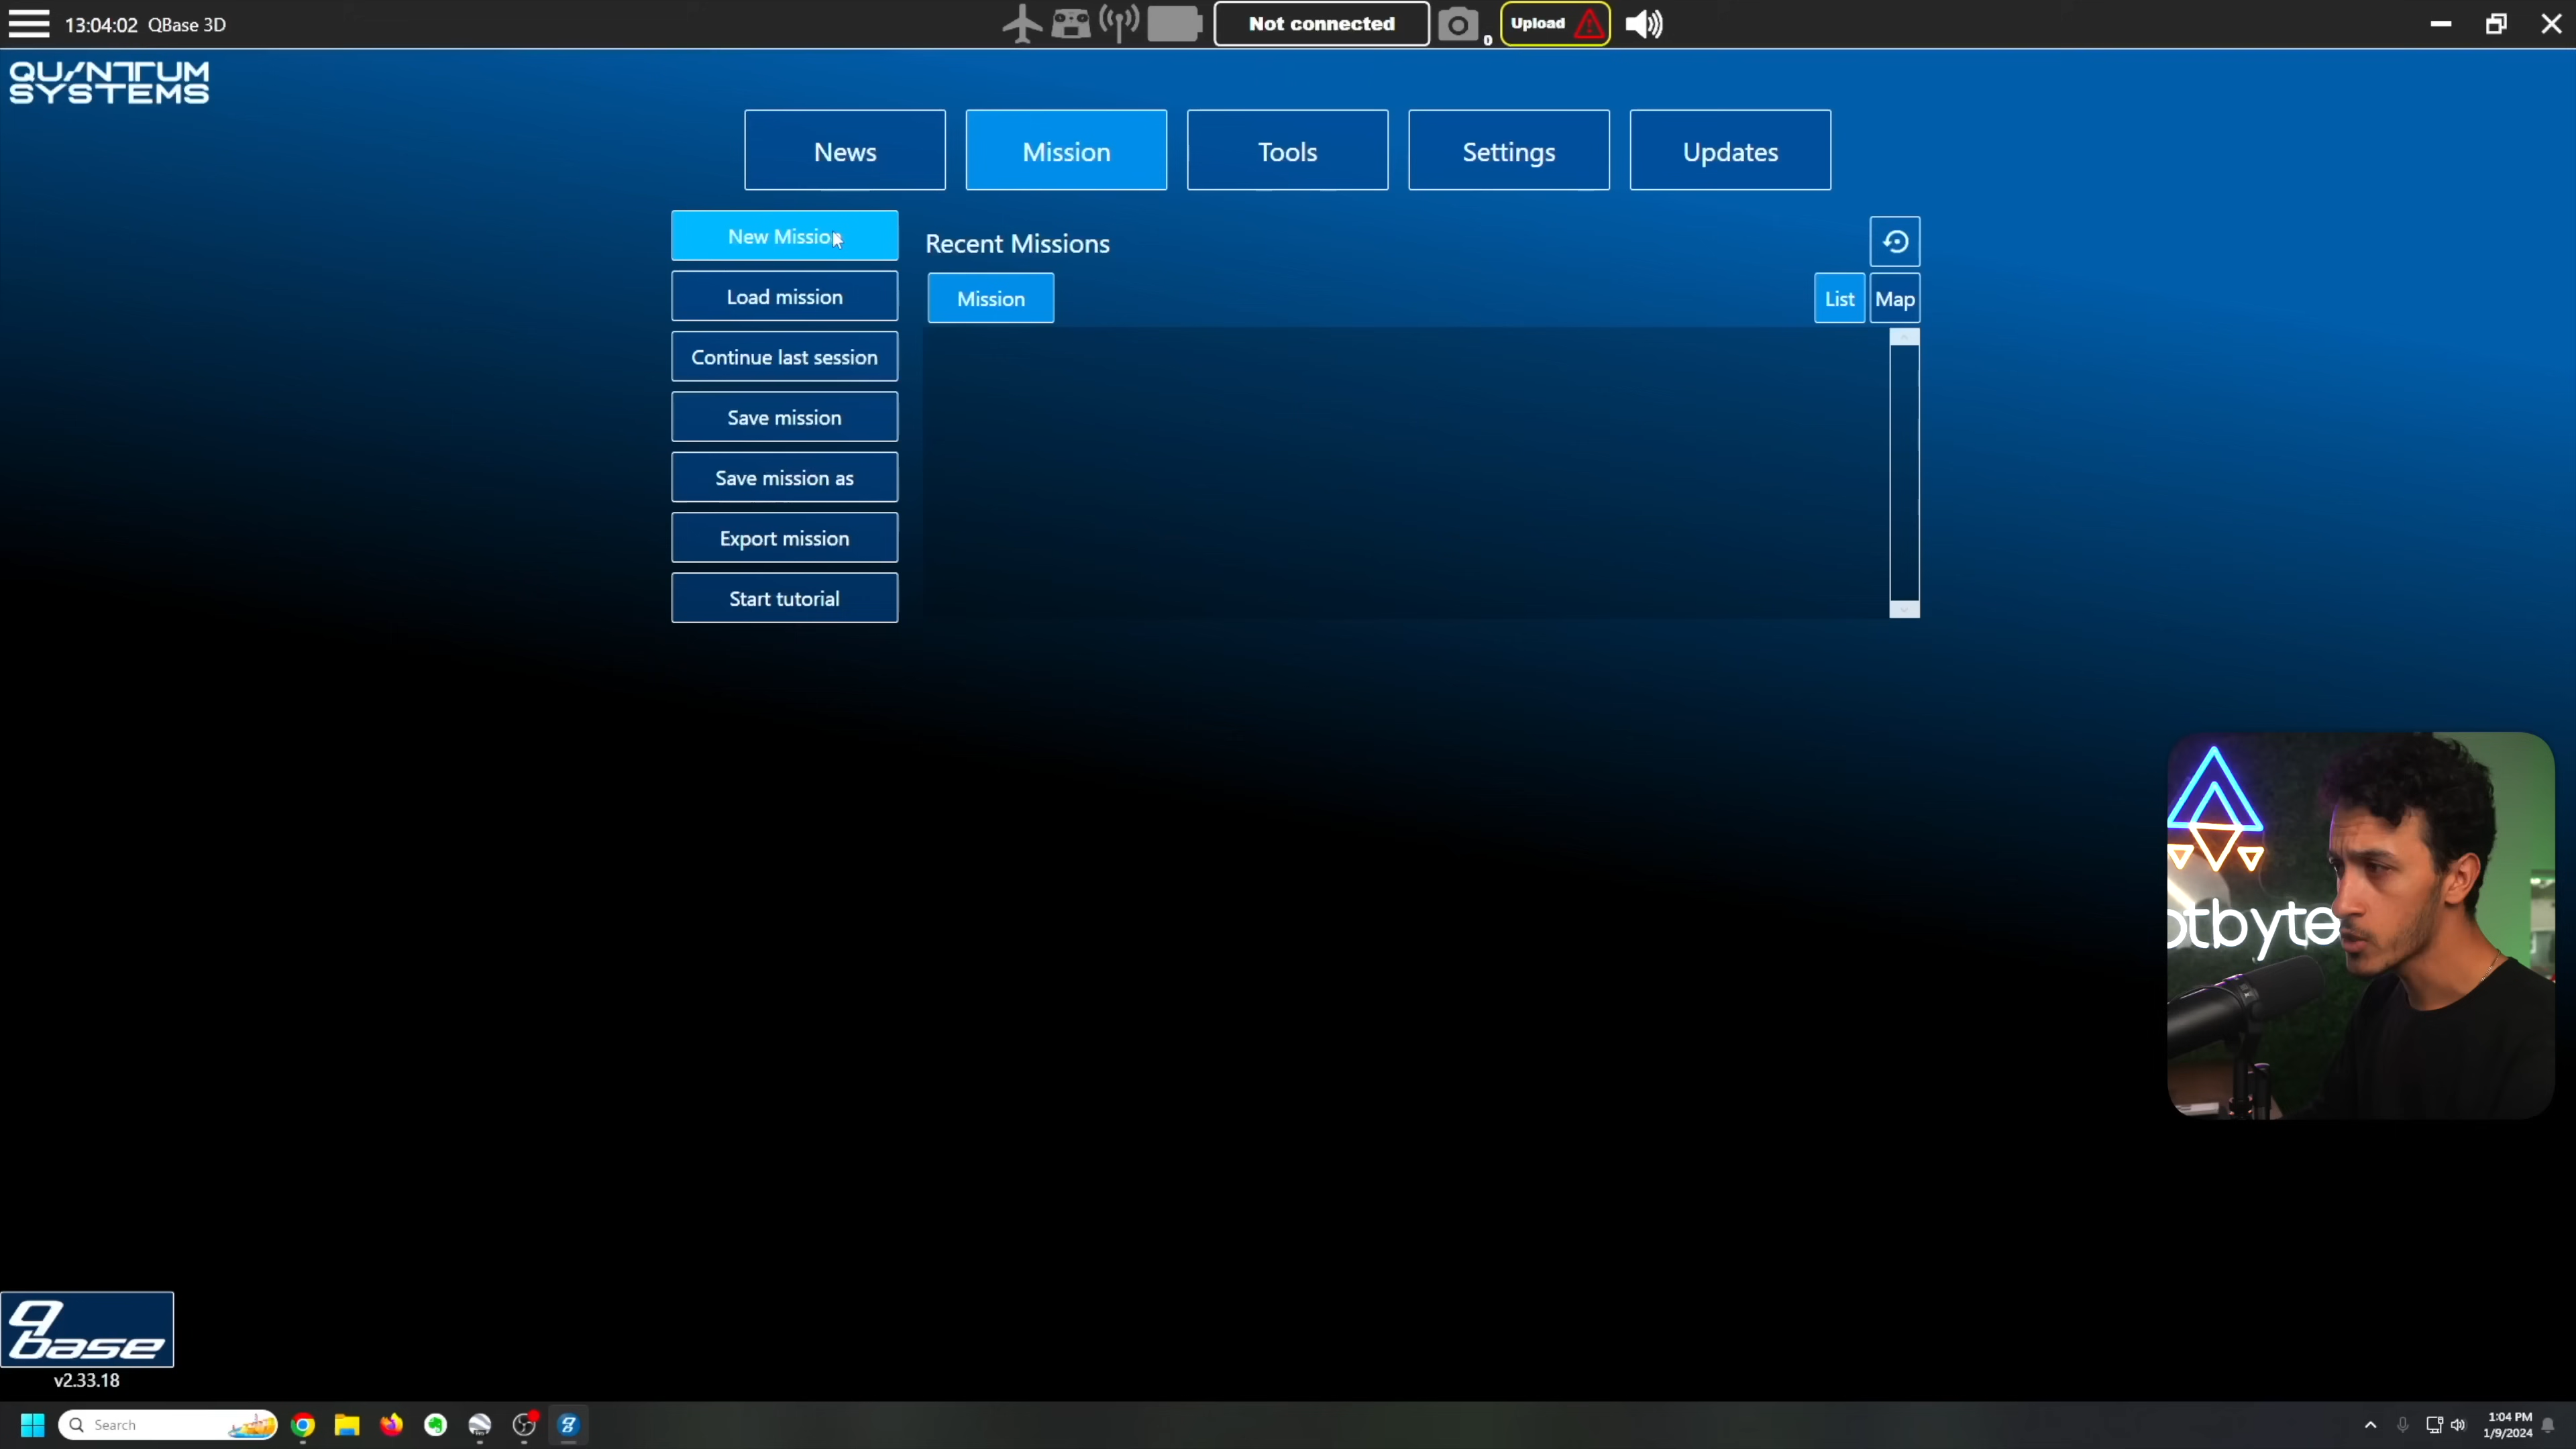 13:04:02 QBase 3D
Not connected
0
Upload
QUANTUM
SYSTEMS
News
Mission
Tools
Settings
Updates
New Mission
Load mission
Continue last session
Save mission
Save mission as
Export mission
Start tutorial
Recent Missions
Mission
List
Map
otbyte
qbase
v2.33.18
Search
1:04 PM
1/9/2024